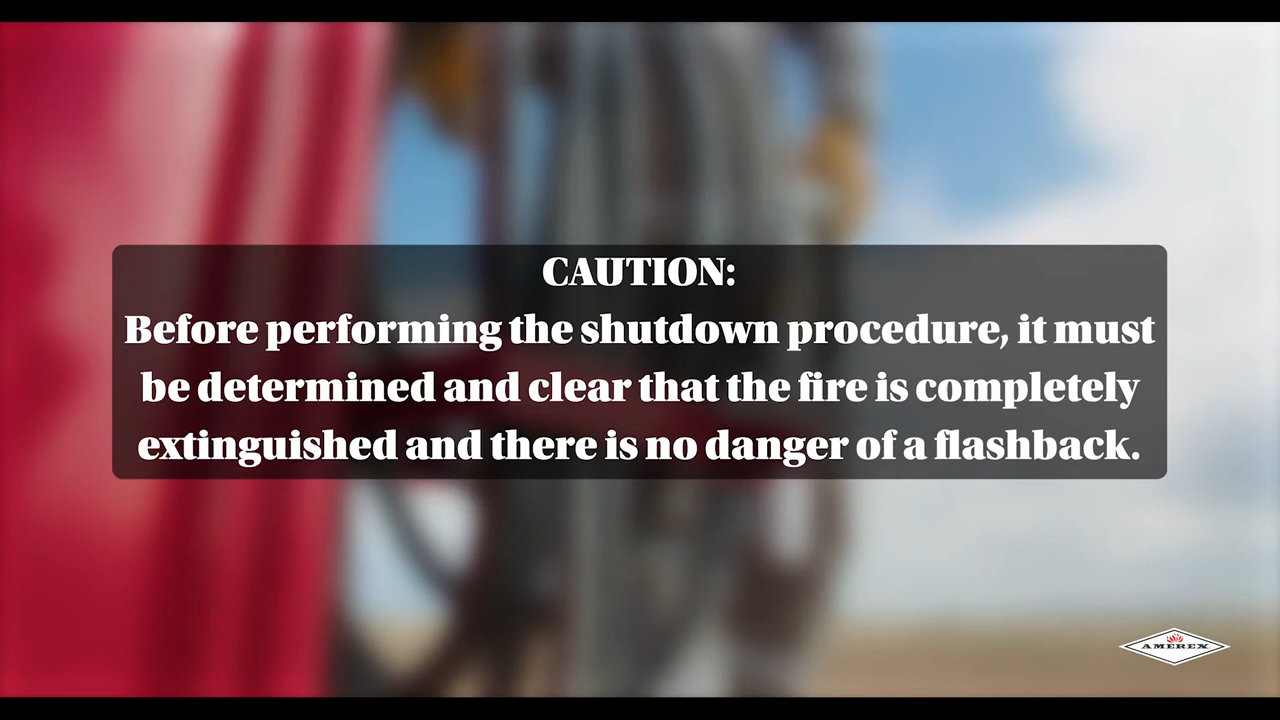 CAUTION:
Before performing the shutdown procedure, it must
be determined and clear that the fire is completely
extinguished and there is no danger of a flashback.
AMEREX